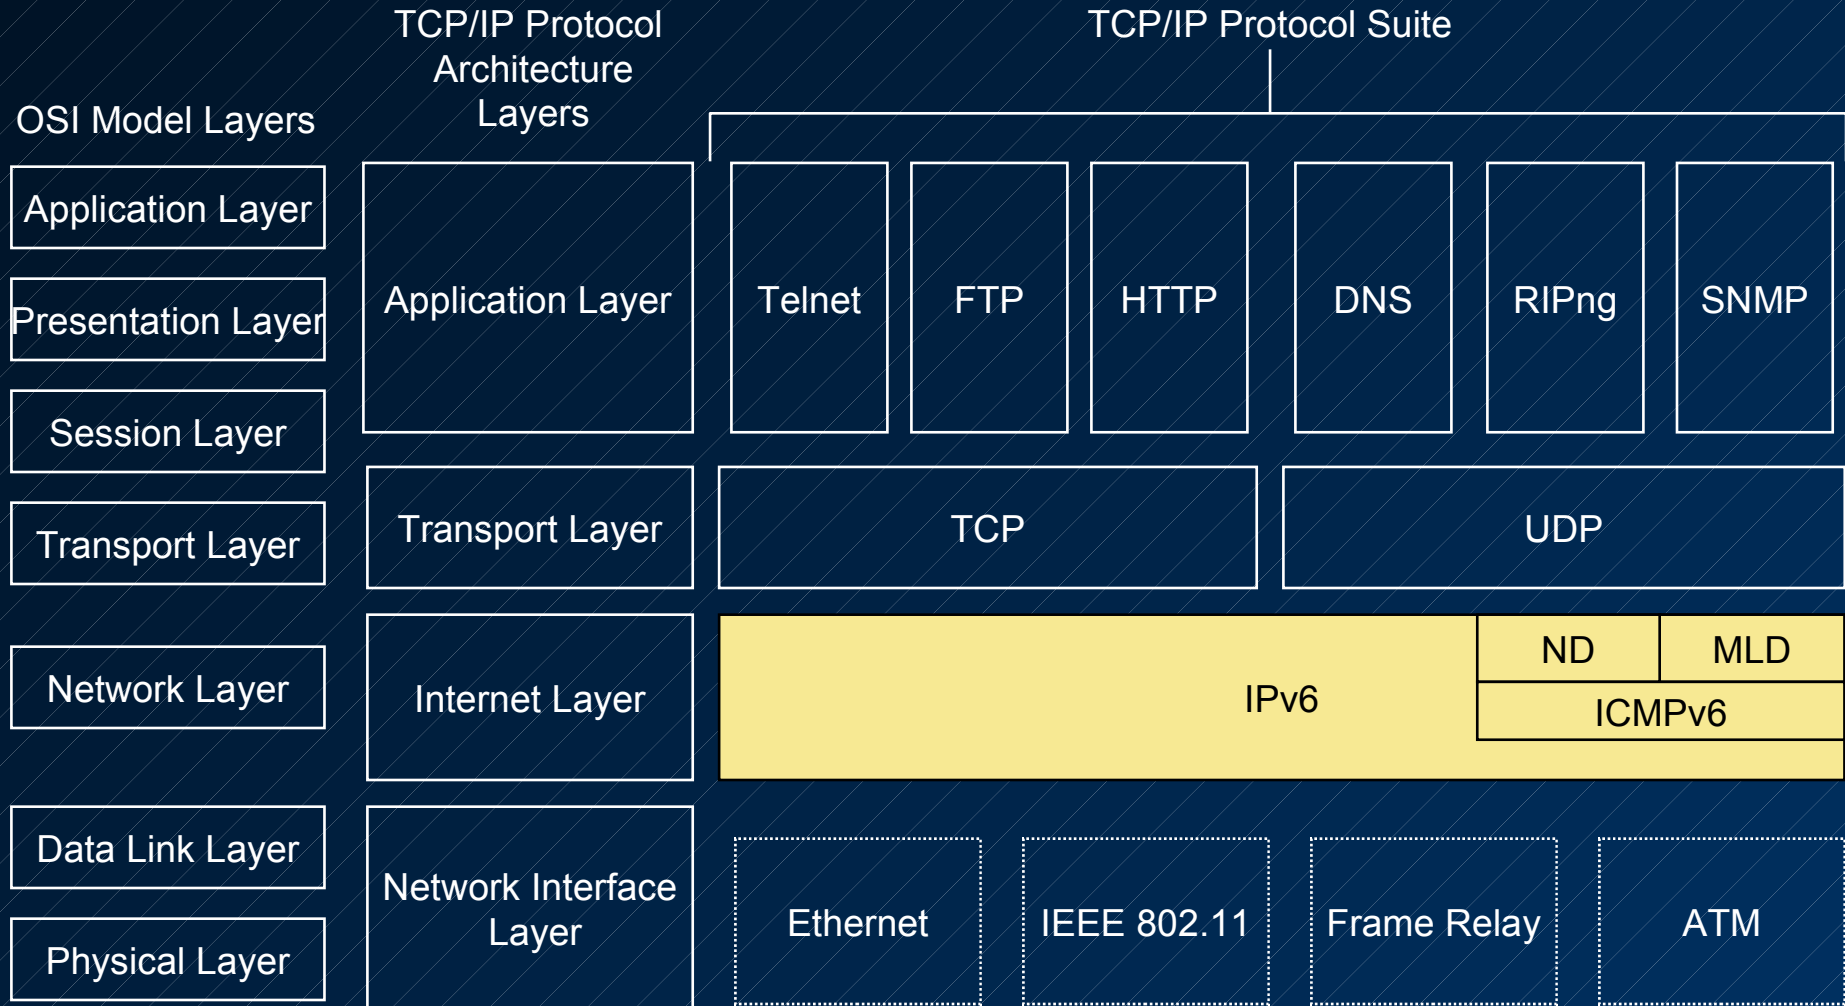 TCP/IP Protocol
Architecture
Layers
TCP/IP Protocol Suite
OSI Model Layers
Application Layer
Presentation Layer
Session Layer
Transport Layer
Network Layer
Data Link Layer
Physical Layer
Application Layer
Transport Layer
Internet Layer
Network Interface
Layer
Telnet
FTP
HTTP
DNS
RIPng
SNMP
TCP
UDP
IPv6
ND
MLD
ICMPv6
Ethernet
IEEE 802.11
Frame Relay
ATM